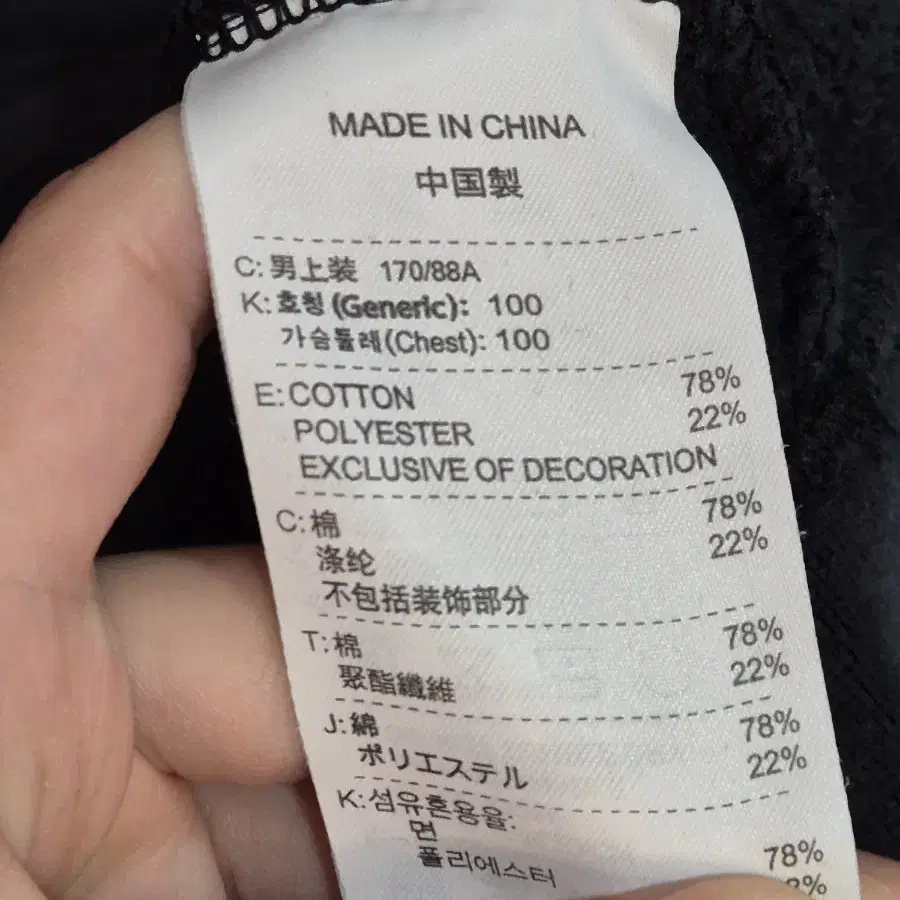 MADE IN CHINA
中国製
C: 男上装 170/88A
K: 호칭 (Generic): 100
가슴둘레(Chest): 100
E: COTTON 78%
POLYESTER 22%
EXCLUSIVE OF DECORATION
C: 棉 78%
涤纶 22%
不包括装饰部分
T: 棉 78%
聚酯纖維 22%
J: 綿 78%
ポリエステル 22%
K: 섬유혼용율:
면 78%
폴리에스터